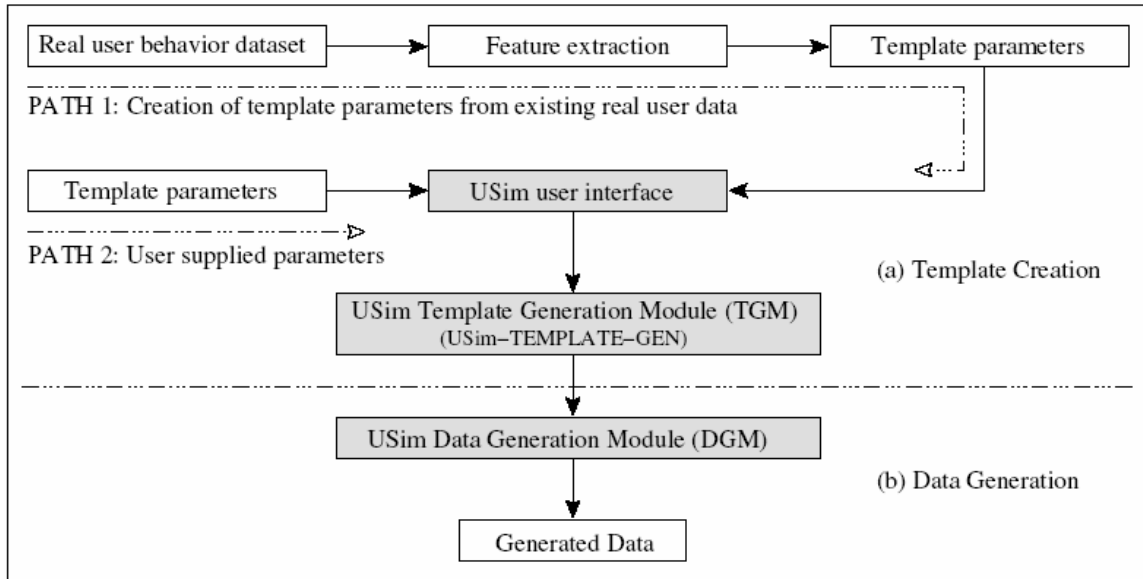 Real user behavior dataset
Feature extraction
Template parameters
PATH 1: Creation of template parameters from existing real user data
Template parameters
USim user interface
PATH 2: User supplied parameters
(a) Template Creation
USim Template Generation Module (TGM)
(USim−TEMPLATE−GEN)
USim Data Generation Module (DGM)
(b) Data Generation
Generated Data